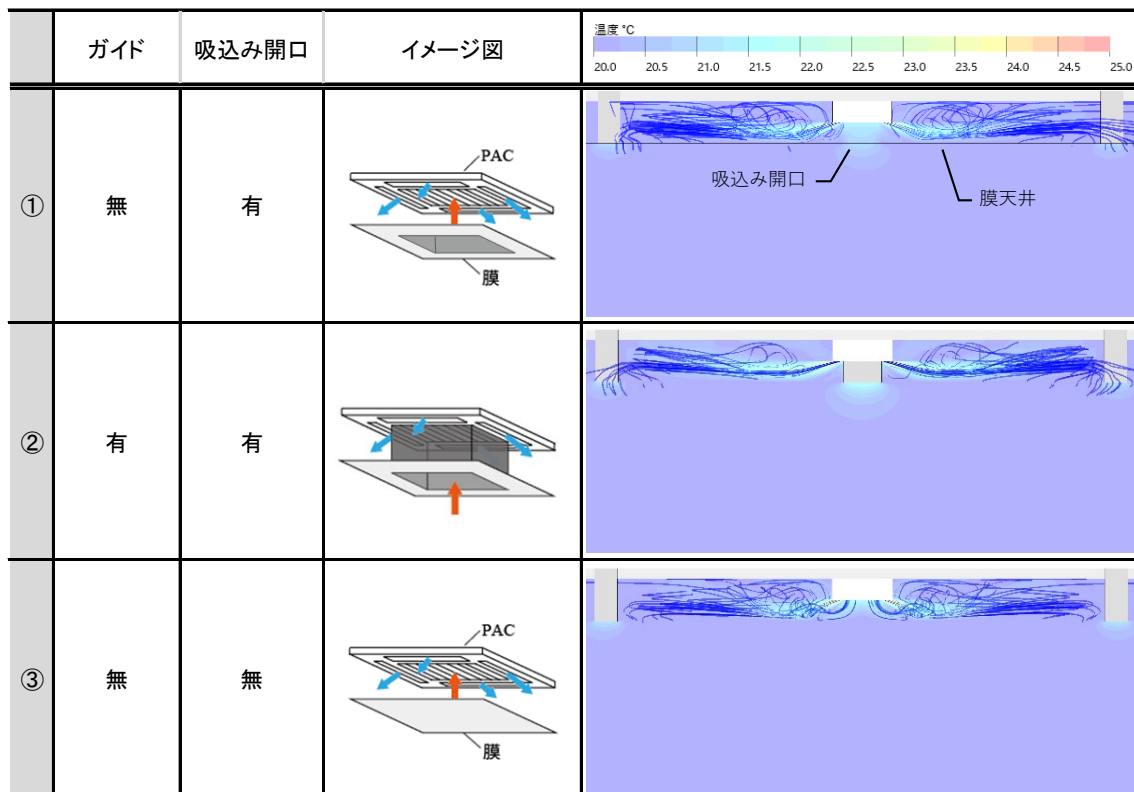 ガイド
吸込み開口
イメージ図
温度 °C
20.0 20.5 21.0 21.5 22.0 22.5 23.0 23.5 24.0 24.5 25.0
①
無
有
PAC
膜
吸込み開口
膜天井
②
有
有
③
無
無
PAC
膜